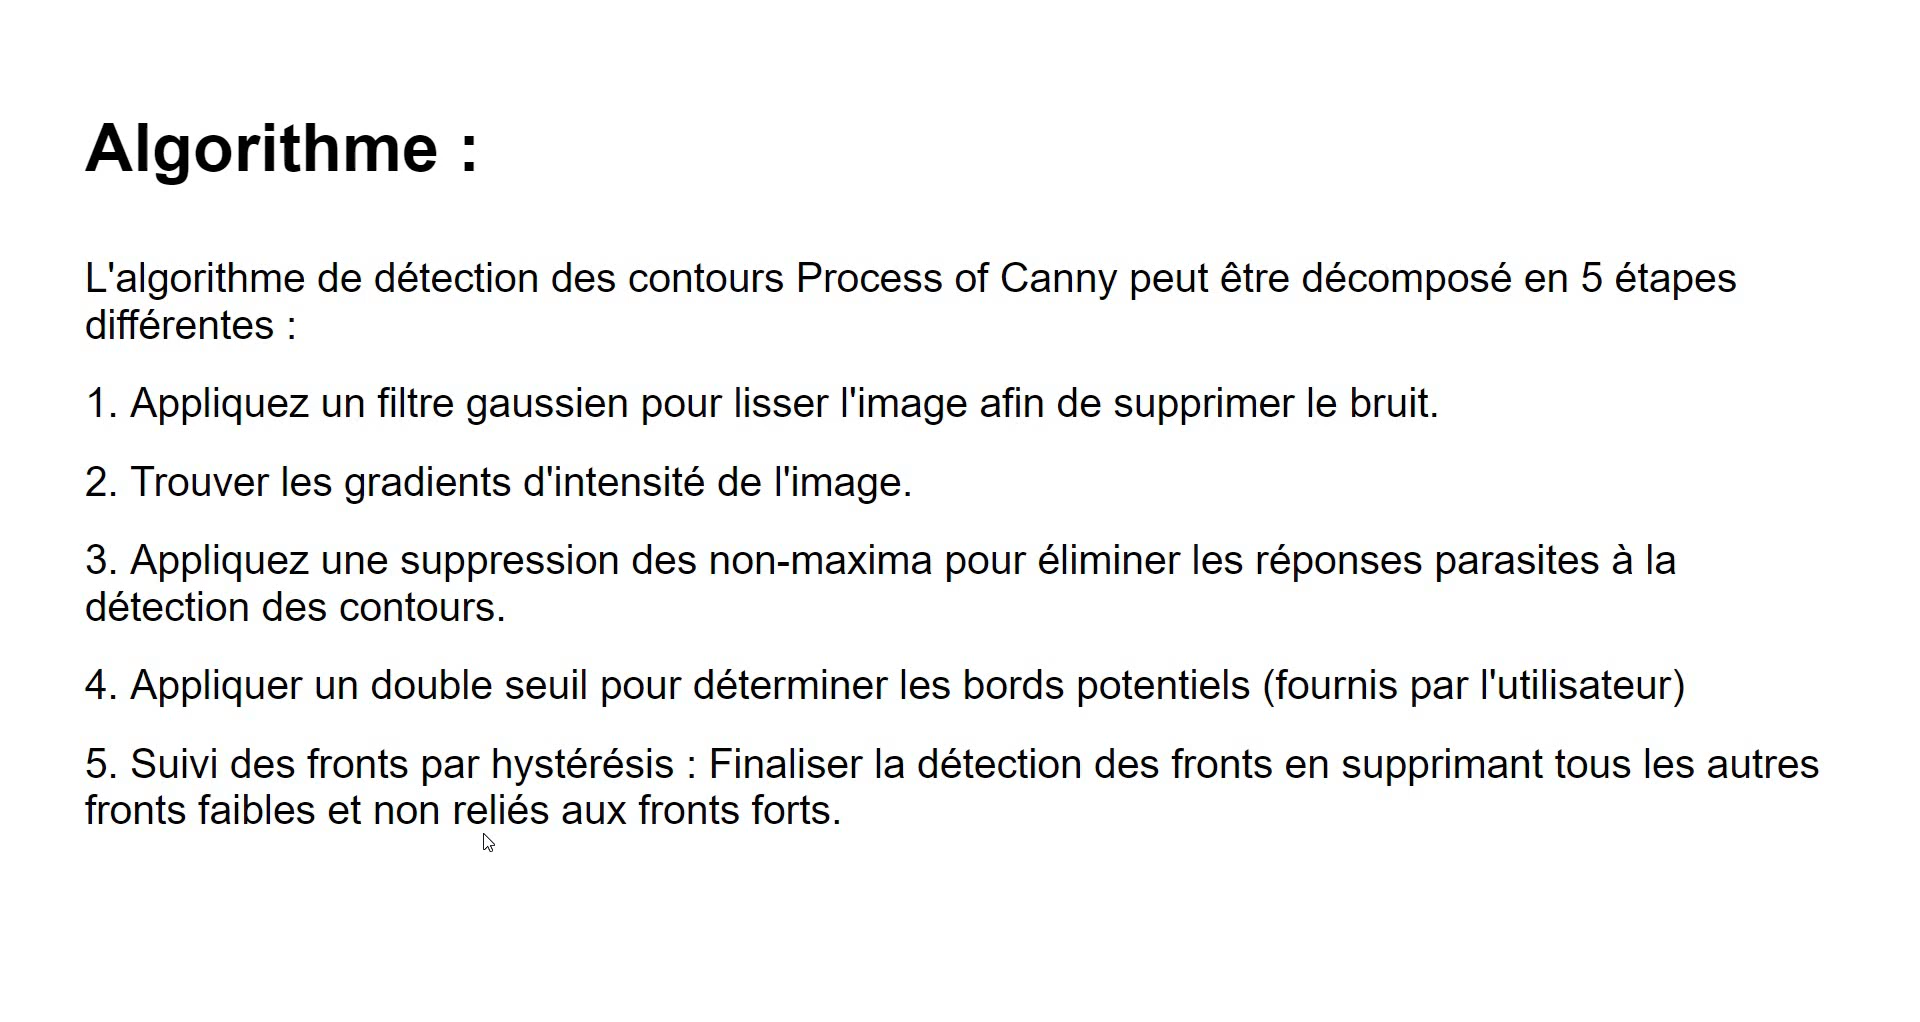 Algorithme :
L'algorithme de détection des contours Process of Canny peut être décomposé en 5 étapes
différentes :
1. Appliquez un filtre gaussien pour lisser l'image afin de supprimer le bruit.
2. Trouver les gradients d'intensité de l'image.
3. Appliquez une suppression des non-maxima pour éliminer les réponses parasites à la
détection des contours.
4. Appliquer un double seuil pour déterminer les bords potentiels (fournis par l'utilisateur)
5. Suivi des fronts par hystérésis : Finaliser la détection des fronts en supprimant tous les autres
fronts faibles et non reliés aux fronts forts.